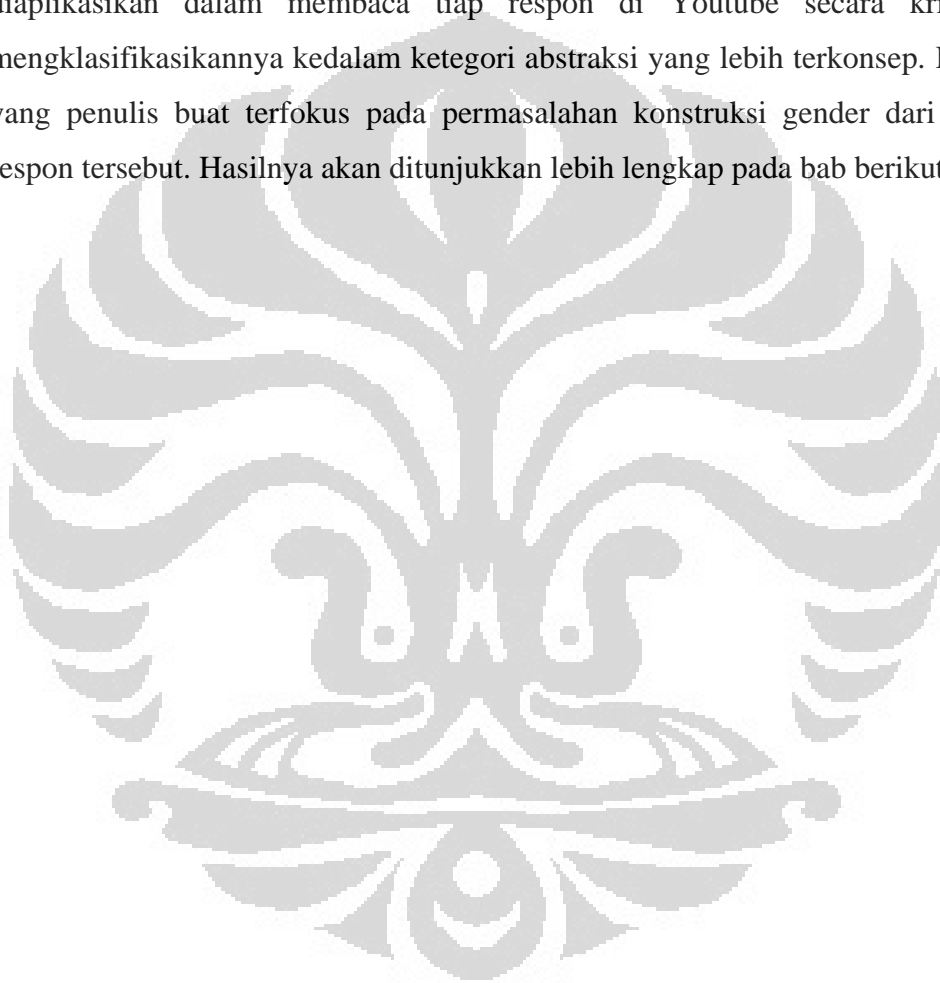 diaplikasikan dalam membaca tiap respon di Youtube secara
mengklasifikasikannya kedalam ketegori abstraksi yang lebih terkonsep.
yang penulis buat terfokus pada permasalahan konstruksi gender dari
respon tersebut. Hasilnya akan ditunjukkan lebih lengkap pada bab